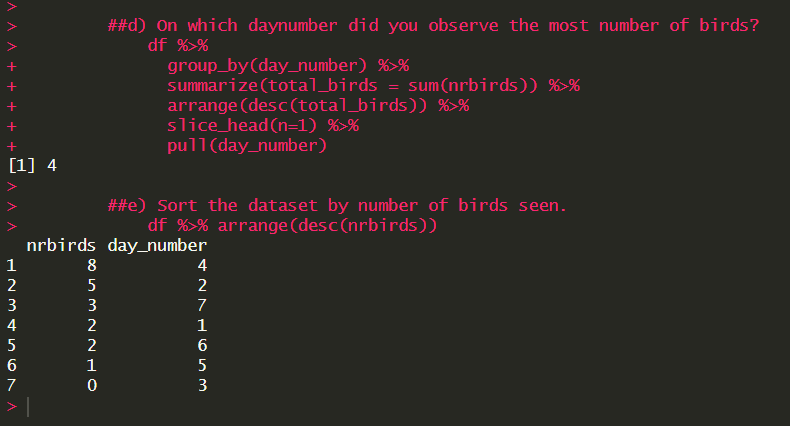 >
>         ##d) On which daynumber did you observe the most number of birds?
>             df %>%
+               group_by(day_number) %>%
+               summarize(total_birds = sum(nrbirds)) %>%
+               arrange(desc(total_birds)) %>%
+               slice_head(n=1) %>%
+               pull(day_number)
[1] 4
>
>         ##e) Sort the dataset by number of birds seen.
>             df %>% arrange(desc(nrbirds))
  nrbirds day_number
1       8          4
2       5          2
3       3          7
4       2          1
5       2          6
6       1          5
7       0          3
>